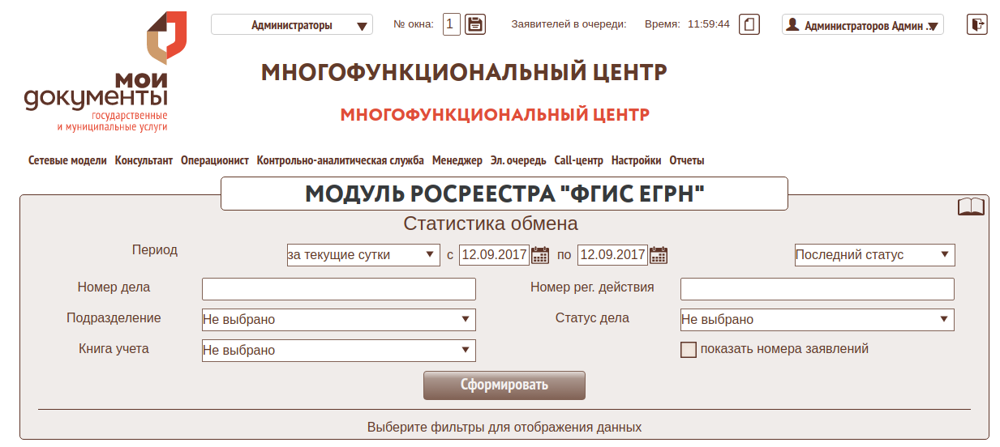 Администраторы № окна: 1 Заявителей в очереди: Время: 11:59:44 Администраторов Админ ...
мои
документы
государственные
и муниципальные услуги
МНОГОФУНКЦИОНАЛЬНЫЙ ЦЕНТР
МНОГОФУНКЦИОНАЛЬНЫЙ ЦЕНТР
Сетевые модели Консультант Операционист Контрольно-аналитическая служба Менеджер Эл. очередь Call-центр Настройки Отчеты
МОДУЛЬ РОСРЕЕСТРА "ФГИС ЕГРН"
Статистика обмена
Период за текущие сутки с 12.09.2017 по 12.09.2017 Последний статус
Номер дела Номер рег. действия
Подразделение Не выбрано Статус дела Не выбрано
Книга учета Не выбрано показать номера заявлений
Сформировать
Выберите фильтры для отображения данных